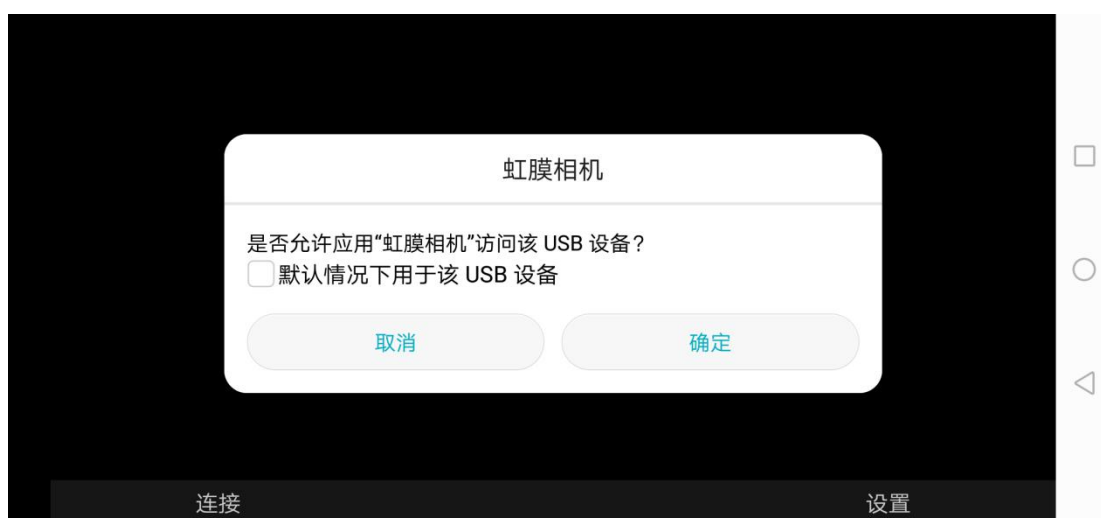 虹膜相机
是否允许应用“虹膜相机”访问该 USB 设备？
默认情况下用于该 USB 设备
取消
确定
连接
设置